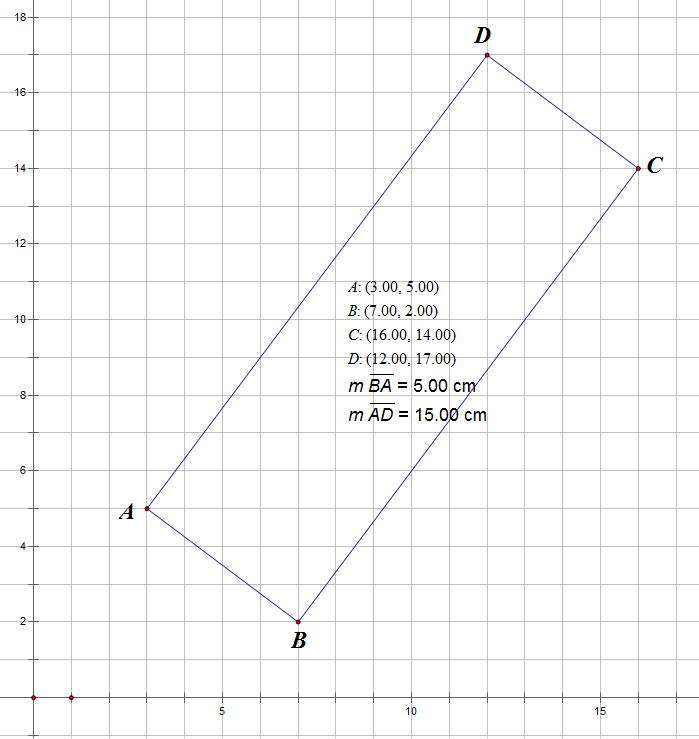 18
D
16
C
14
12
A: (3.00, 5.00)
B: (7.00, 2.00)
10
C: (16.00, 14.00)
D: (12.00, 17.00)
m BA = 5.00 cm
8
m AD = 15.00 cm
6
A
4
2
B
5 10 15